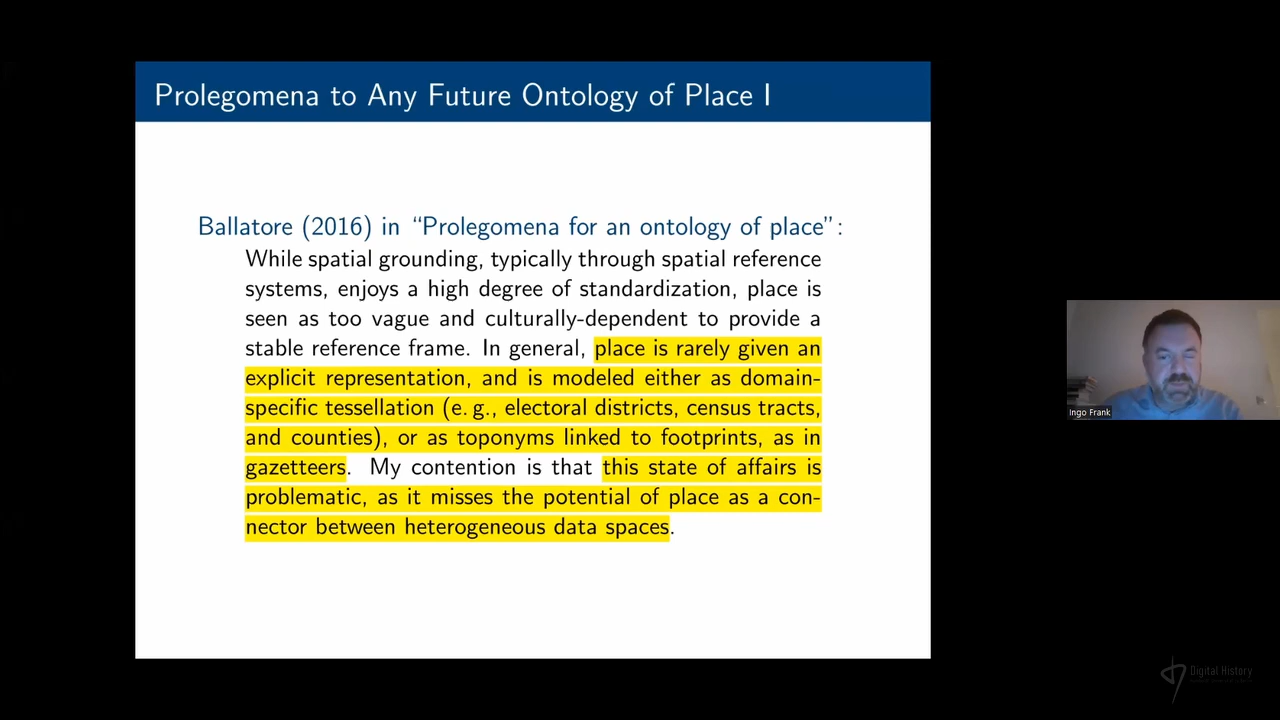 Prolegomena to Any Future Ontology of Place I
Ballatore (2016) in “Prolegomena for an ontology of place”:
While spatial grounding, typically through spatial reference
systems, enjoys a high degree of standardization, place is
seen as too vague and culturally-dependent to provide a
stable reference frame. In general, place is rarely given an
explicit representation, and is modeled either as domain-
specific tessellation (e. g., electoral districts, census tracts,
and counties), or as toponyms linked to footprints, as in
gazetteers. My contention is that this state of affairs is
problematic, as it misses the potential of place as a con-
nector between heterogeneous data spaces.
Ingo Frank
Digital History